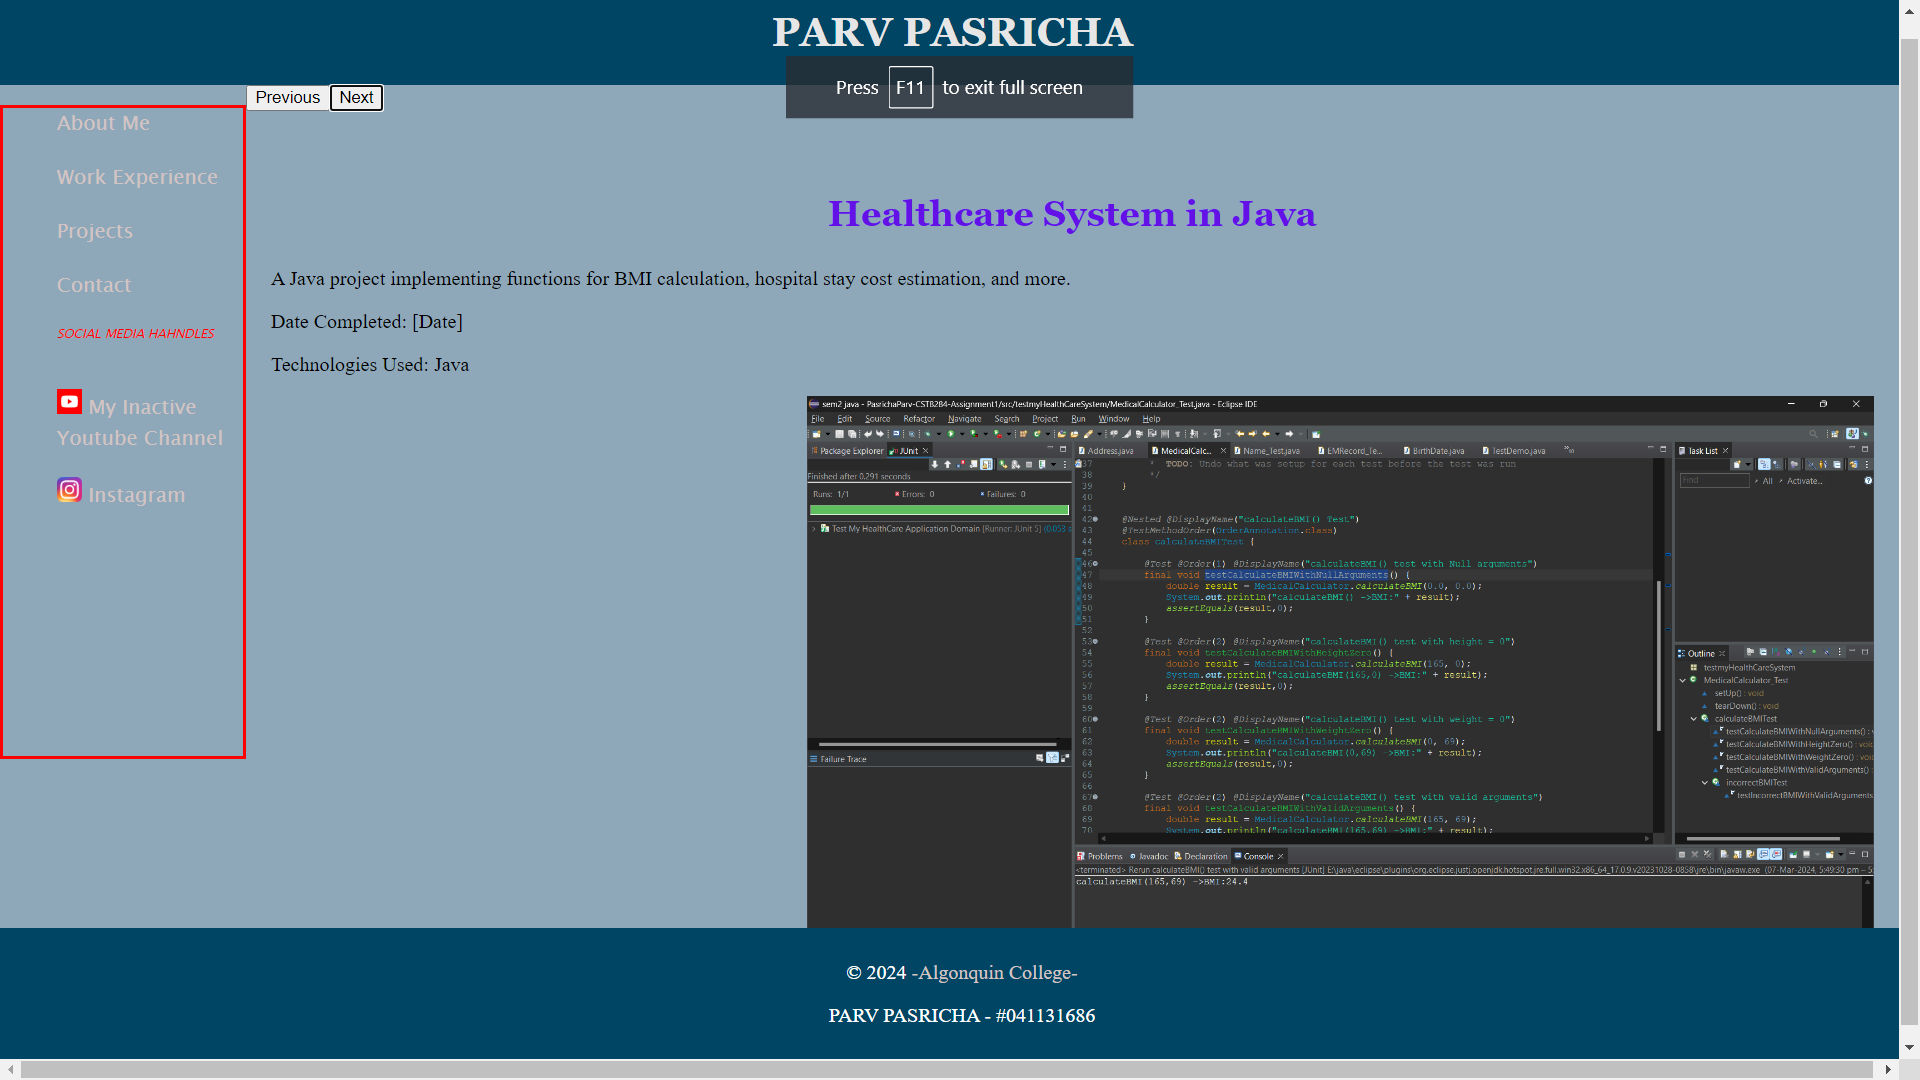 PARV PASRICHA
Press F11 to exit full screen
Previous Next
About Me
Work Experience
Projects
Contact
SOCIAL MEDIA HAHNDLES
My Inactive
Youtube Channel
Instagram
Healthcare System in Java
A Java project implementing functions for BMI calculation, hospital stay cost estimation, and more.
Date Completed: [Date]
Technologies Used: Java
sem2 java - PasrichaParv-CST8284-Assignment1/src/testmyHealthCareSystem/MedicalCalculator_Test.java - Eclipse IDE
File Edit Source Refactor Navigate Search Project Run Window Help
Package Explorer JUnit
Finished after 0.291 seconds
Runs: 1/1 Errors: 0 Failures: 0
Test My HealthCare Application Domain [Runner: JUnit 5] (0.053 s
Failure Trace
Address.java MedicalCalc... Name_Test.java EMRecord_Te... BirthDate.java TestDemo.java
37 * TODO: Undo what was setup for each test before the test was run
38 */
39 }
40
41
42 @Nested @DisplayName("calculateBMI() Test")
43 @TestMethodOrder(OrderAnnotation.class)
44 class calculateBMITest {
45
46 @Test @Order(1) @DisplayName("calculateBMI() test with Null arguments")
47 final void testCalculateBMIWithNullArguments() {
48 double result = MedicalCalculator.calculateBMI(0.0, 0.0);
49 System.out.println("calculateBMI() ->BMI:" + result);
50 assertEquals(result,0);
51 }
52
53 @Test @Order(2) @DisplayName("calculateBMI() test with height = 0")
54 final void testCalculateBMIWithHeightZero() {
55 double result = MedicalCalculator.calculateBMI(165, 0);
56 System.out.println("calculateBMI(165,0) ->BMI:" + result);
57 assertEquals(result,0);
58 }
59
60 @Test @Order(2) @DisplayName("calculateBMI() test with weight = 0")
61 final void testCalculateBMIWithWeightZero() {
62 double result = MedicalCalculator.calculateBMI(0, 69);
63 System.out.println("calculateBMI(0,69) ->BMI:" + result);
64 assertEquals(result,0);
65 }
66
67 @Test @Order(2) @DisplayName("calculateBMI() test with valid arguments")
68 final void testCalculateBMIWithValidArguments() {
69 double result = MedicalCalculator.calculateBMI(165, 69);
70 System.out.println("calculateBMI(165,69) ->BMI:" + result);
Task List
Find All Activate...
Outline
testmyHealthCareSystem
MedicalCalculator_Test
setUp() : void
tearDown() : void
calculateBMITest
testCalculateBMIWithNullArguments() : v
testCalculateBMIWithHeightZero() : void
testCalculateBMIWithWeightZero() : void
testCalculateBMIWithValidArguments() :
incorrectBMITest
testIncorrectBMIWithValidArguments
Problems Javadoc Declaration Console
<terminated> Rerun calculateBMI() test with valid arguments [JUnit] E:\java\eclipse\plugins\org.eclipse.justj.openjdk.hotspot.jre.full.win32.x86_64_17.0.9.v20231028-0858\jre\bin\javaw.exe (07-Mar-2024, 5:49:30 pm – 5:
calculateBMI(165,69) ->BMI:24.4
© 2024 -Algonquin College-
PARV PASRICHA - #041131686